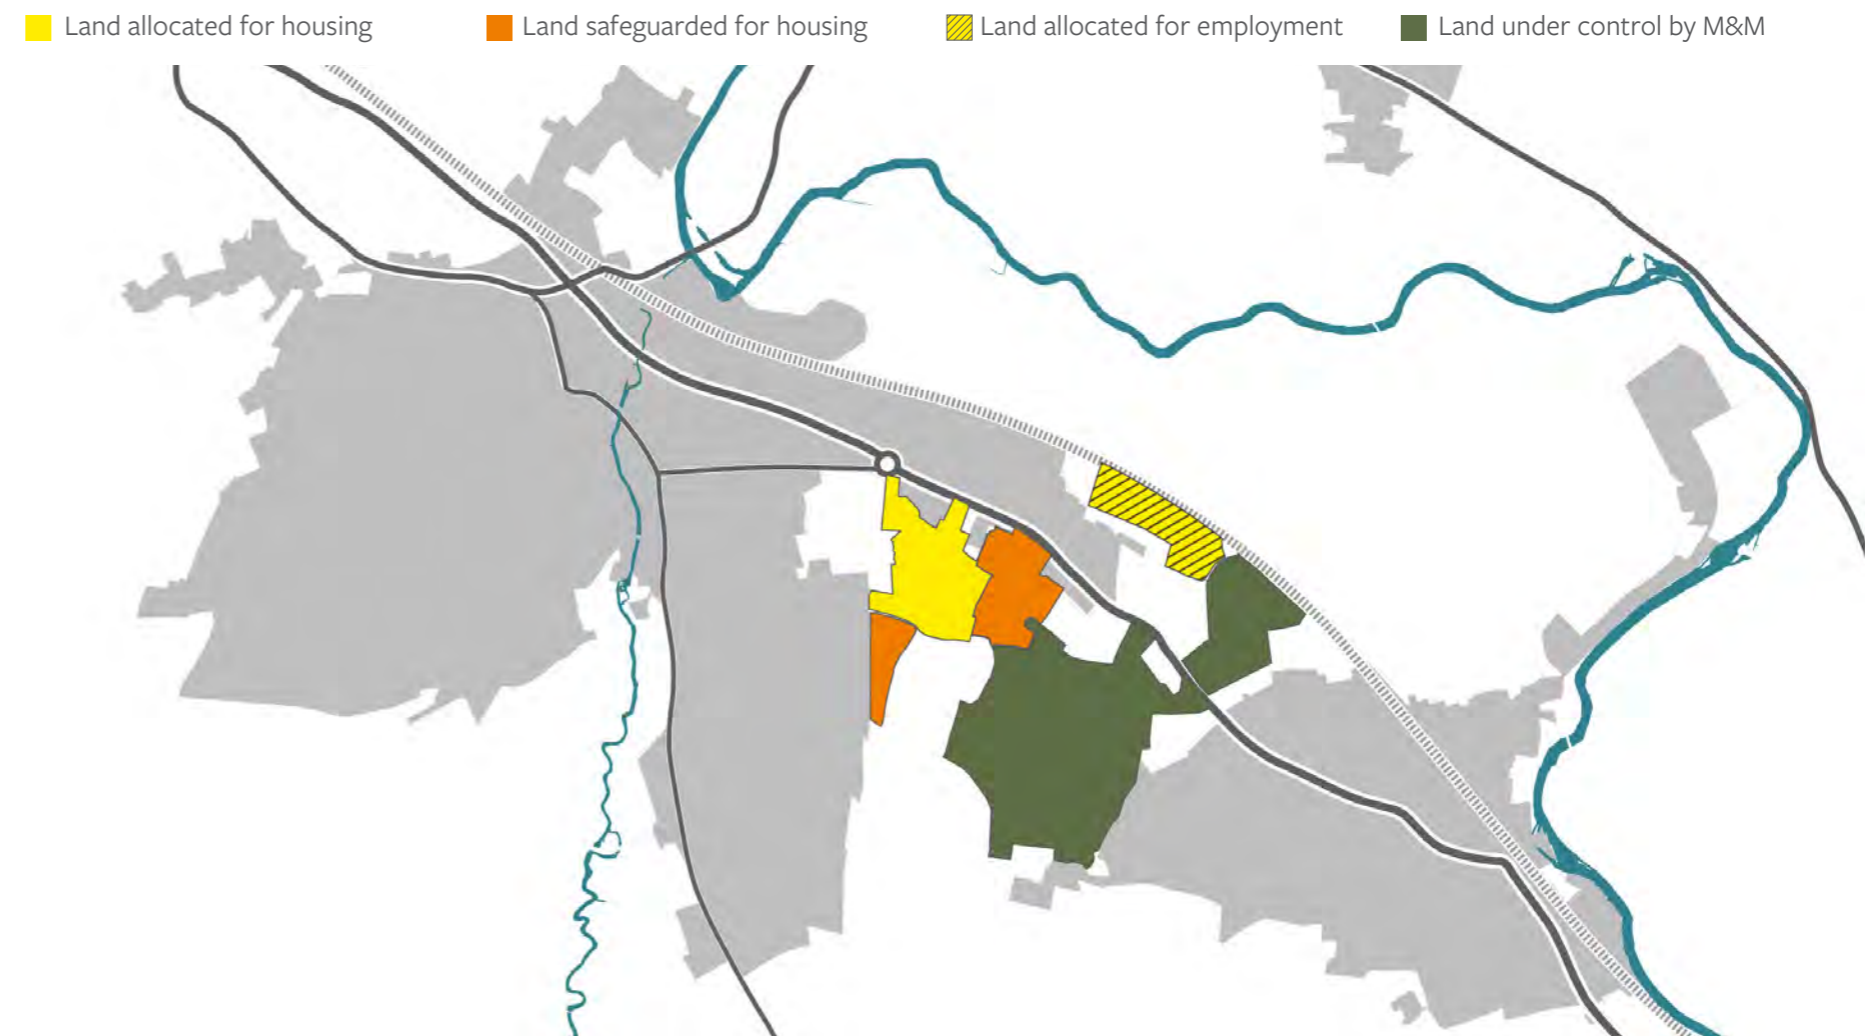 Land allocated for housing
Land safeguarded for housing
Land allocated for employment
Land under control by M&M